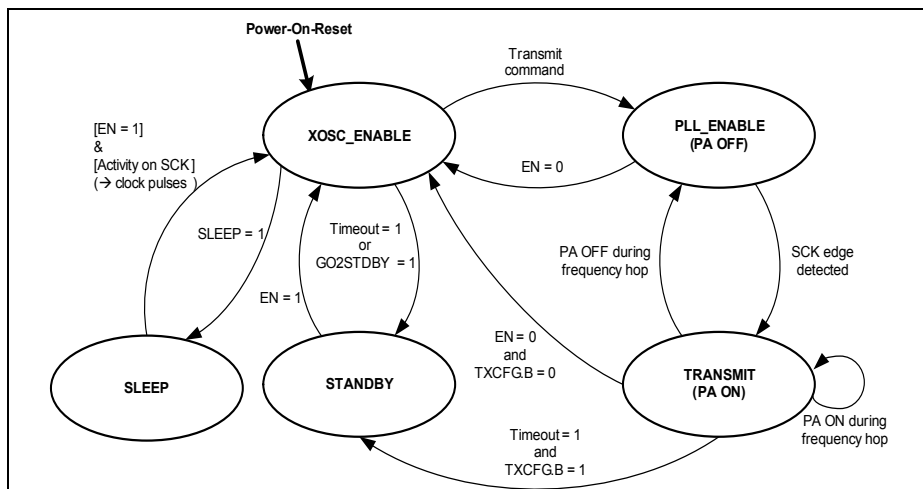 Power-On-Reset
Transmit
command
XOSC_ENABLE
PLL_ENABLE
(PA OFF)
[EN = 1]
&
[Activity on SCK]
(→ clock pulses )
EN = 0
SLEEP = 1
Timeout = 1
or
GO2STDBY = 1
EN = 1
PA OFF during
frequency hop
SCK edge
detected
EN = 0
and
TXCFG.B = 0
SLEEP
STANDBY
TRANSMIT
(PA ON)
PA ON during
frequency hop
Timeout = 1
and
TXCFG.B = 1